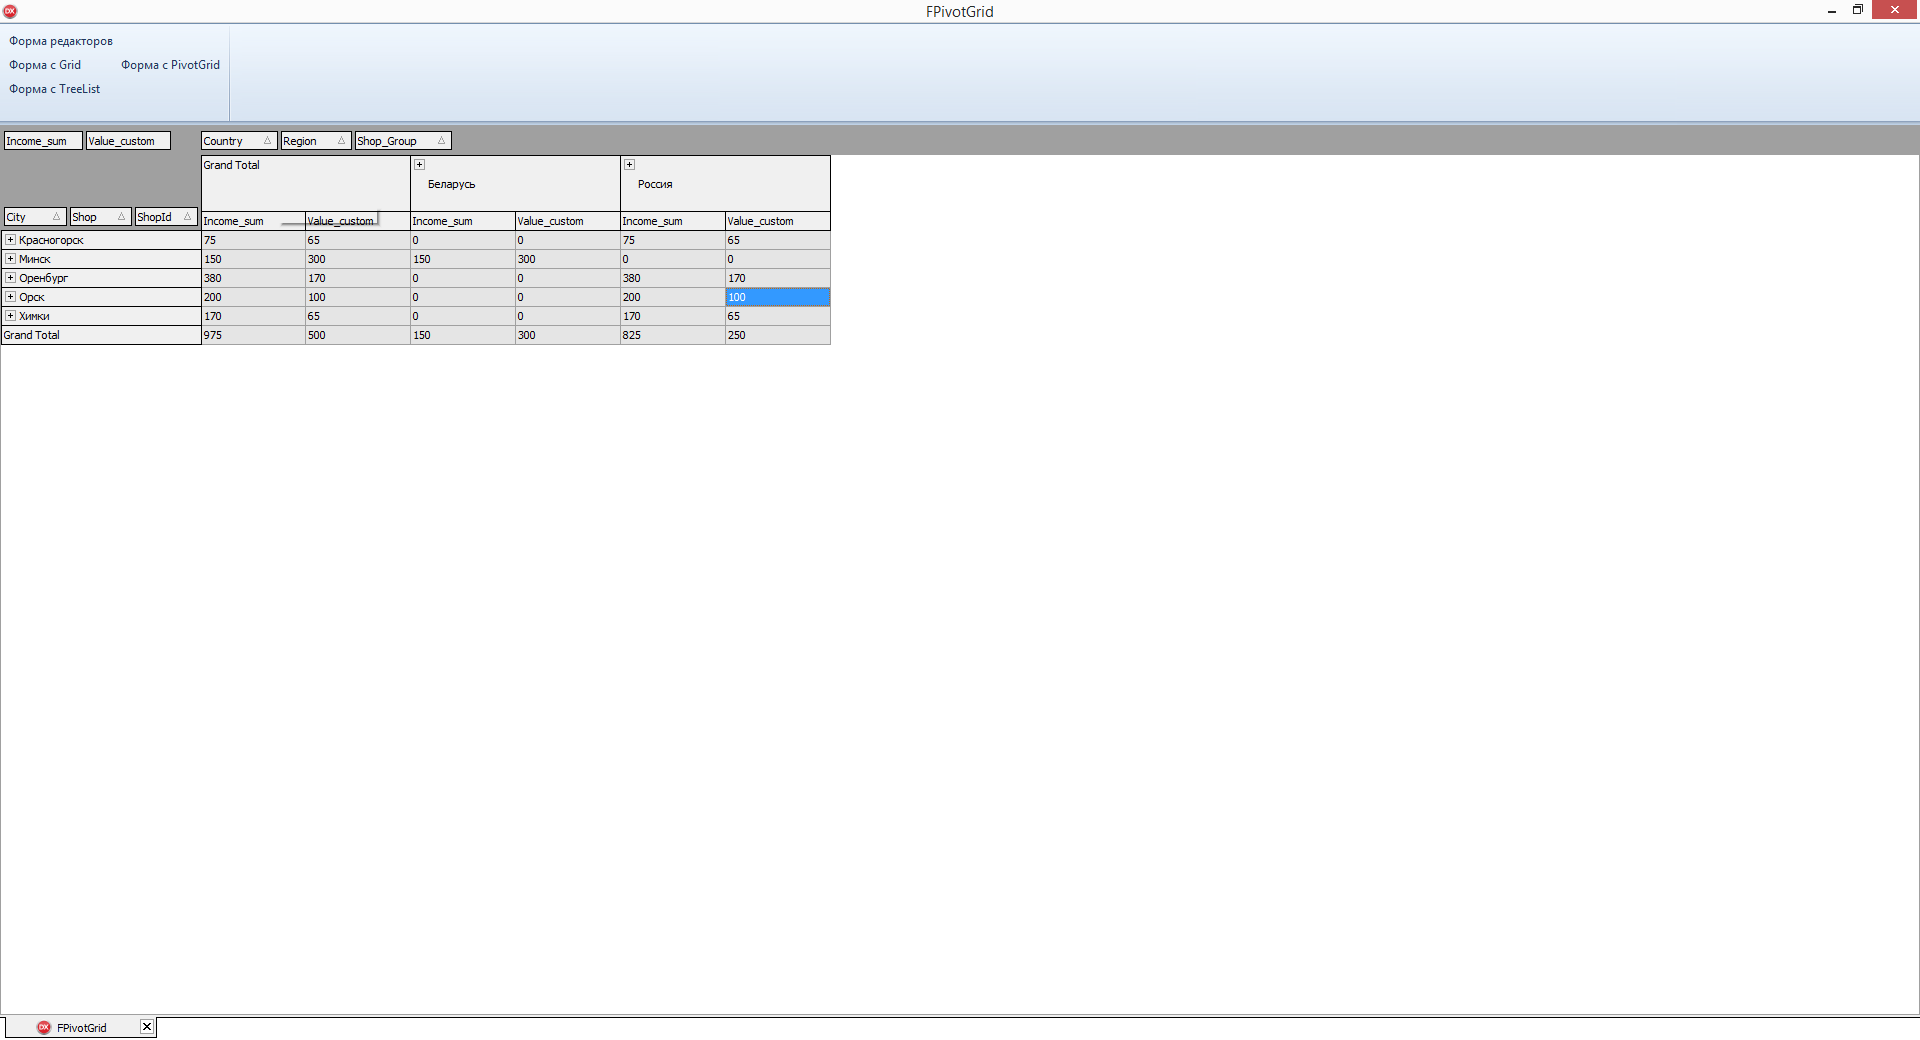 FPivotGrid
Форма редакторов
Форма с Grid Форма с PivotGrid
Форма с TreeList
Income_sum Value_custom Country Region Shop_Group
Grand Total
Беларусь Россия
City Shop ShopId Income_sum Value_custom Income_sum Value_custom Income_sum Value_custom
Красногорск 75 65 0 0 75 65
Минск 150 300 150 300 0 0
Оренбург 380 170 0 0 380 170
Орск 200 100 0 0 200 100
Химки 170 65 0 0 170 65
Grand Total 975 500 150 300 825 250
DX FPivotGrid